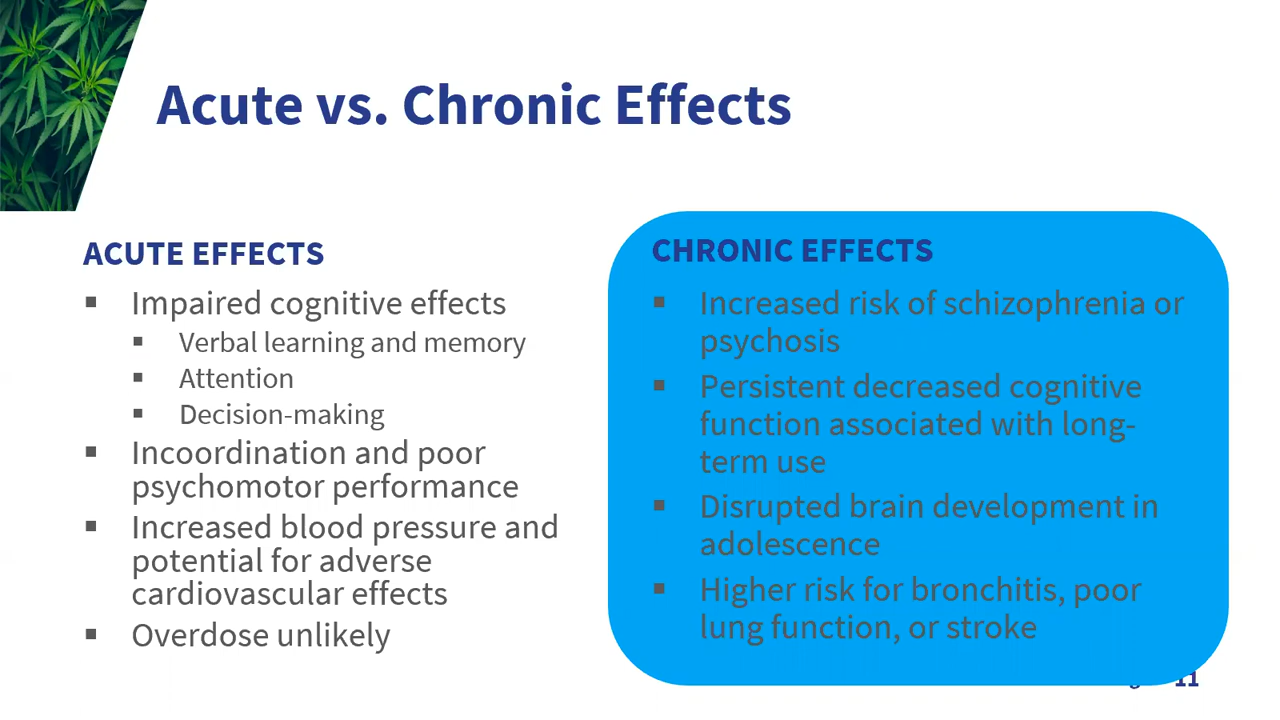 Acute vs. Chronic Effects
ACUTE EFFECTS
▪ Impaired cognitive effects
▪ Verbal learning and memory
▪ Attention
▪ Decision-making
▪ Incoordination and poor
psychomotor performance
▪ Increased blood pressure and
potential for adverse
cardiovascular effects
▪ Overdose unlikely
CHRONIC EFFECTS
▪ Increased risk of schizophrenia or
psychosis
▪ Persistent decreased cognitive
function associated with long-
term use
▪ Disrupted brain development in
adolescence
▪ Higher risk for bronchitis, poor
lung function, or stroke
11